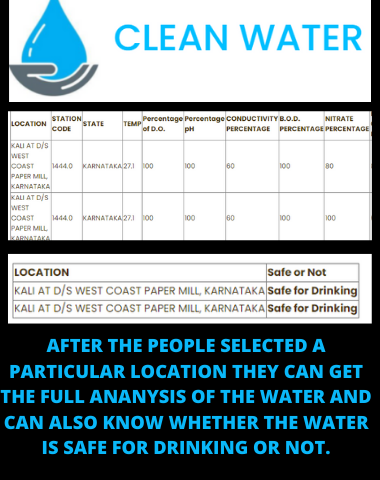 CLEAN WATER
LOCATION STATION CODE STATE TEMP Percentage of D.O. Percentage pH CONDUCTIVITY PERCENTAGE B.O.D. PERCENTAGE NITRATE PERCENTAGE
KALI AT D/S WEST COAST PAPER MILL, KARNATAKA 1444.0 KARNATAKA 27.1 100 100 60 100 80
KALI AT D/S WEST COAST PAPER MILL, KARNATAKA 1444.0 KARNATAKA 27.1 100 100 60 100 100
LOCATION Safe or Not
KALI AT D/S WEST COAST PAPER MILL, KARNATAKA Safe for Drinking
KALI AT D/S WEST COAST PAPER MILL, KARNATAKA Safe for Drinking
AFTER THE PEOPLE SELECTED A
PARTICULAR LOCATION THEY CAN GET
THE FULL ANANYSIS OF THE WATER AND
CAN ALSO KNOW WHETHER THE WATER
IS SAFE FOR DRINKING OR NOT.